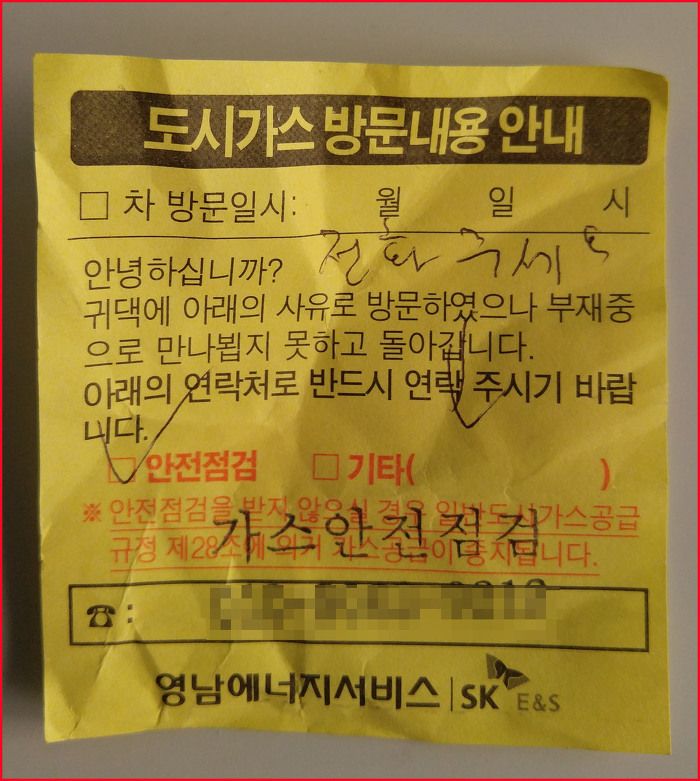 도시가스 방문내용 안내
□ 차 방문일시: 월 일 시
전화 주세요
안녕하십니까?
귀댁에 아래의 사유로 방문하였으나 부재중
으로 만나뵙지 못하고 돌아갑니다.
아래의 연락처로 반드시 연락 주시기 바랍
니다.
□ 안전점검 □ 기타( )
※ 안전점검을 받지 않으실 경우 일반도시가스공급
규정 제28조에 의거 가스공급이 중지됩니다.
가스안전점검
☎ :
영남에너지서비스 | SK E&S